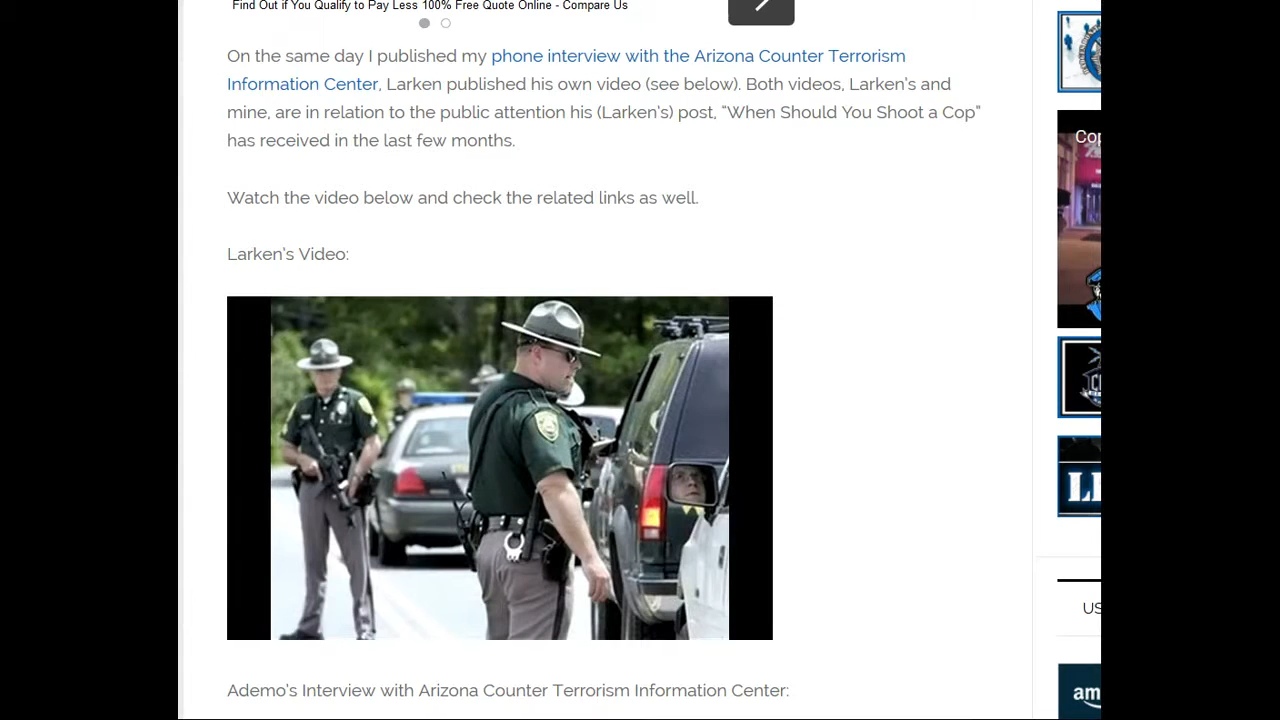 Find Out if You Qualify to Pay Less 100% Free Quote Online - Compare Us
On the same day I published my phone interview with the Arizona Counter Terrorism
Information Center, Larken published his own video (see below). Both videos, Larken’s and
mine, are in relation to the public attention his (Larken’s) post, “When Should You Shoot a Cop”
has received in the last few months.
Watch the video below and check the related links as well.
Larken’s Video:
Ademo’s Interview with Arizona Counter Terrorism Information Center: